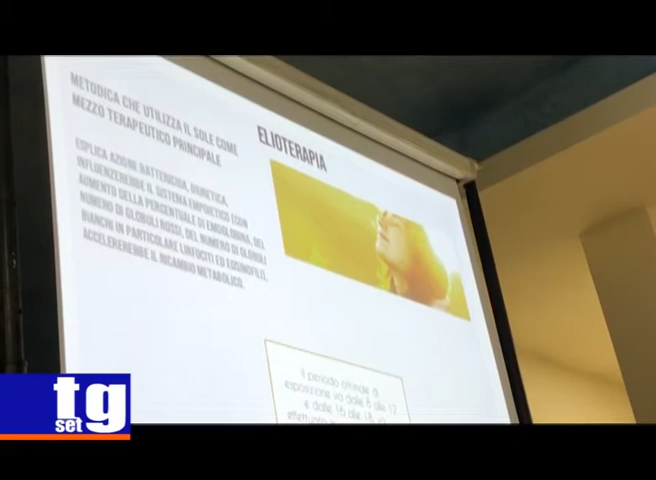 METODICA CHE UTILIZZA IL SOLE COME
MEZZO TERAPEUTICO PRINCIPALE
ELIOTERAPIA
ESPLICA AZIONE BATTERICIDA, DIURETICA,
INFLUENZEREBBE IL SISTEMA EMPOIETICO (CON
AUMENTO DELLA PERCENTUALE DI EMOGLOBINA, DEL
NUMERO DI GLOBULI ROSSI, DEL NUMERO DI GLOBULI
BIANCHI IN PARTICOLARE LINFOCITI ED EOSINOFILI),
ACCELEREREBBE IL RICAMBIO METABOLICO.
Il periodo ottimale di
esposizione va dalle 8 alle 12
e dalle 16 alle 18
tg
set